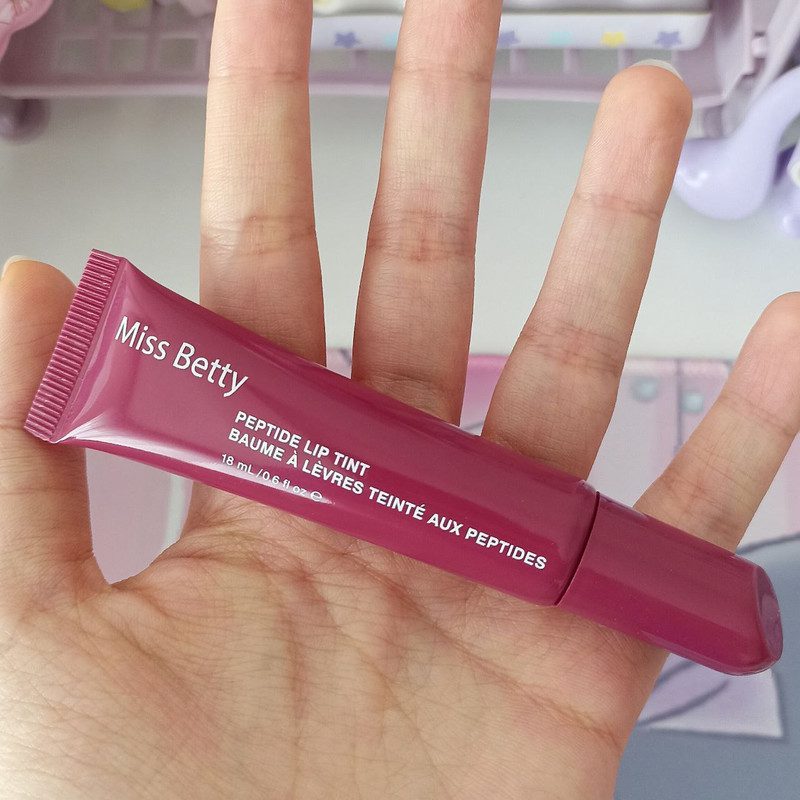 Miss Betty
PEPTIDE LIP TINT
BAUME À LÈVRES TEINTÉ AUX PEPTIDES
18 mL / 0.6 fl oz ℮